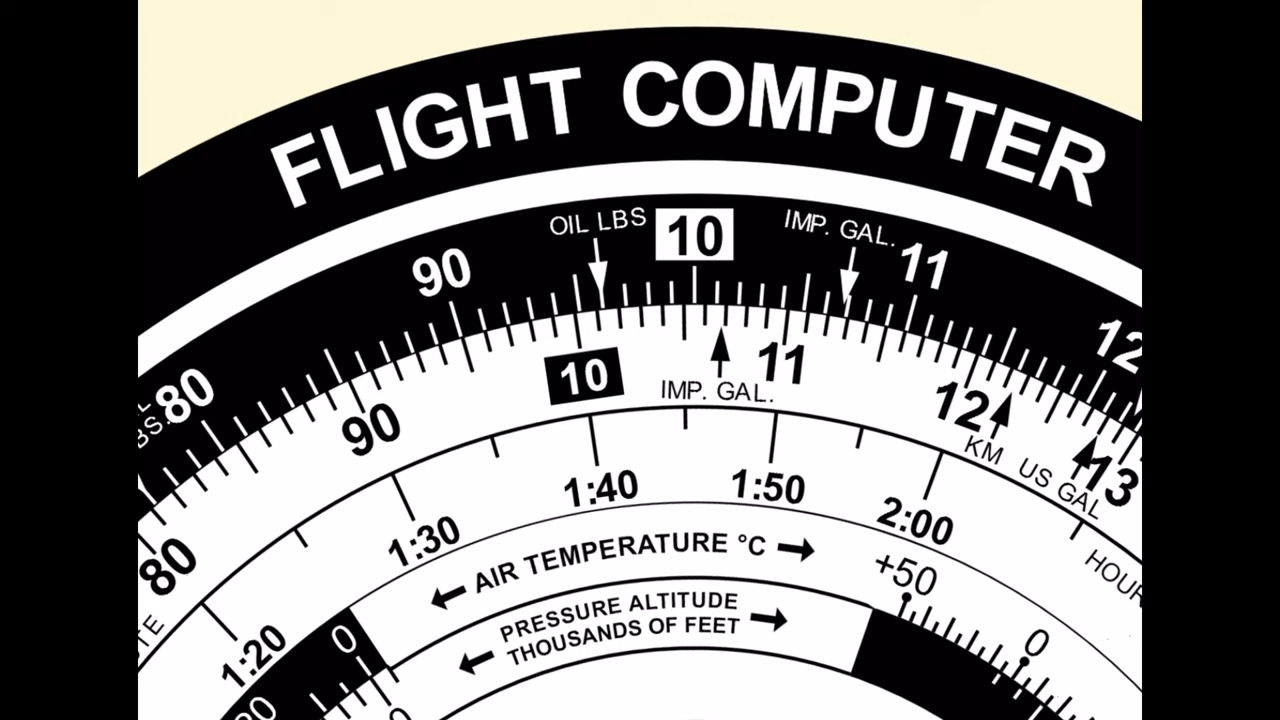 FLIGHT COMPUTER
OIL LBS 10 IMP. GAL. 11
90
12
80
10
IMP. GAL.
11
12
KM
US GAL
13
90
80
1:20
1:30
1:40
1:50
2:00
AIR TEMPERATURE °C
+50
0
PRESSURE ALTITUDE
THOUSANDS OF FEET
0